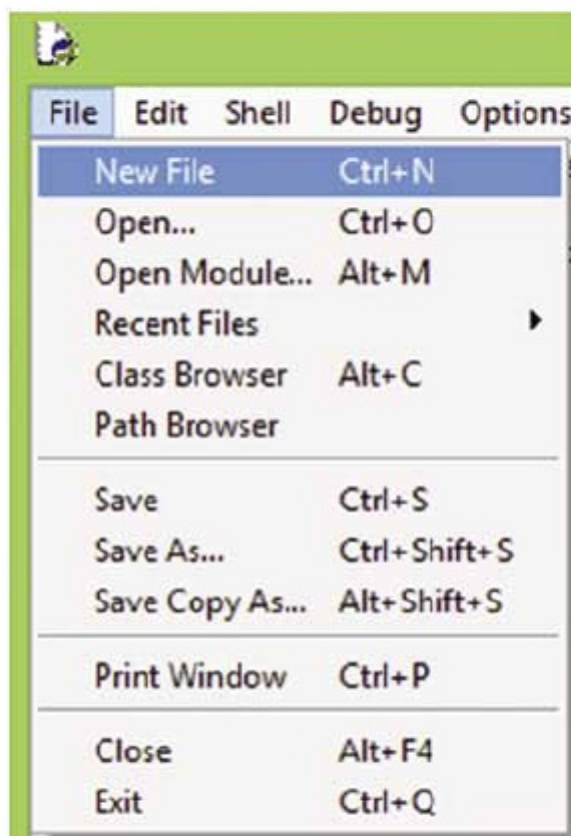 File Edit Shell Debug Options
New File Ctrl+N
Open... Ctrl+O
Open Module... Alt+M
Recent Files
Class Browser Alt+C
Path Browser
Save Ctrl+S
Save As... Ctrl+Shift+S
Save Copy As... Alt+Shift+S
Print Window Ctrl+P
Close Alt+F4
Exit Ctrl+Q